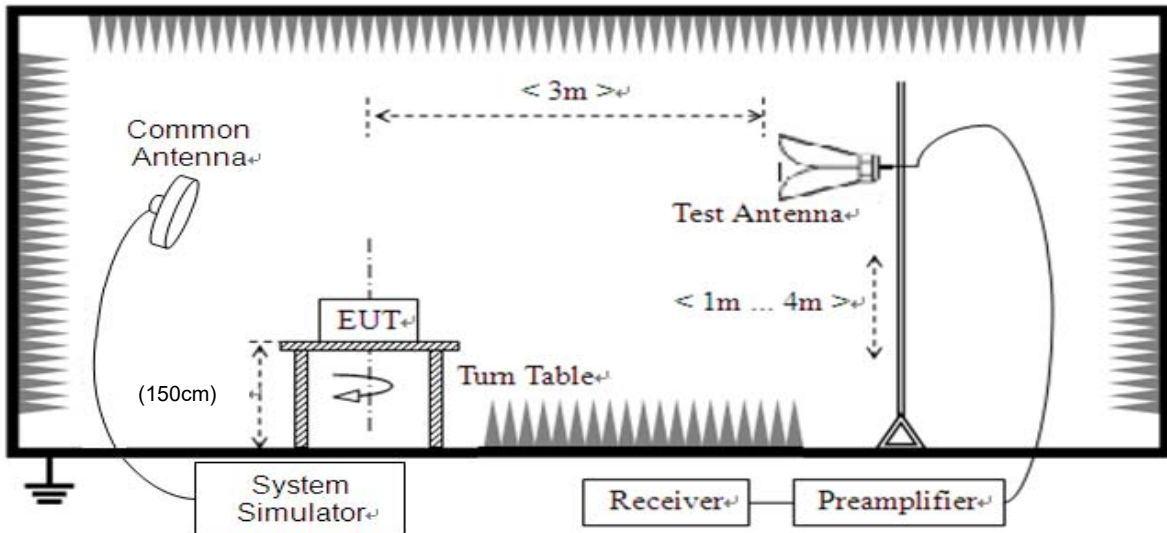 < 3m >↵
Common
Antenna↵
Test Antenna↵
< 1m ... 4m >↵
EUT↵
(150cm)
Turn Table↵
System
Simulator↵
Receiver↵
Preamplifier↵